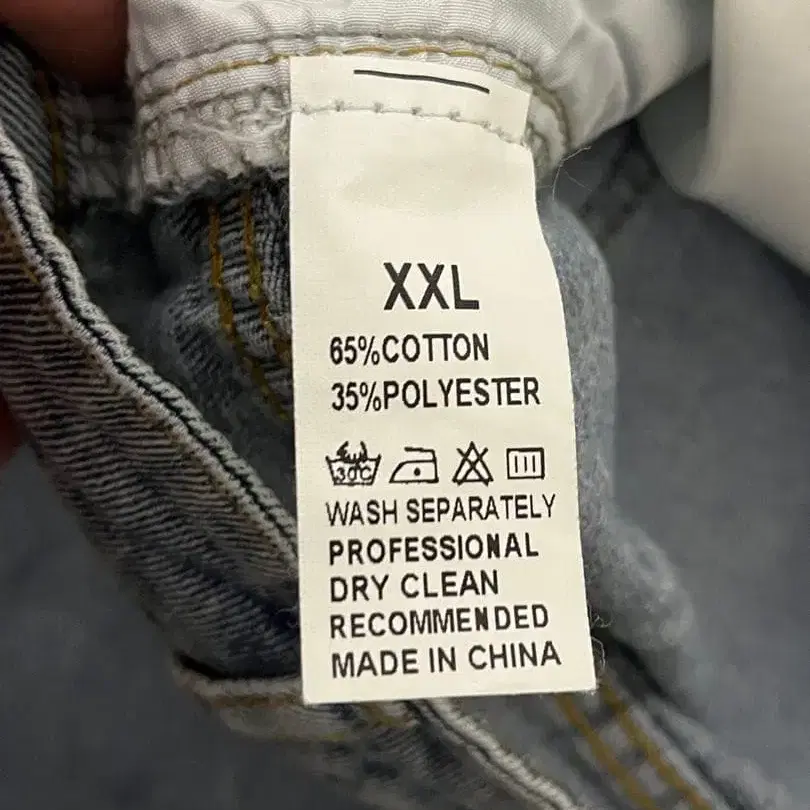 XXL
65%COTTON
35%POLYESTER
30°C
WASH SEPARATELY
PROFESSIONAL
DRY CLEAN
RECOMMENDED
MADE IN CHINA